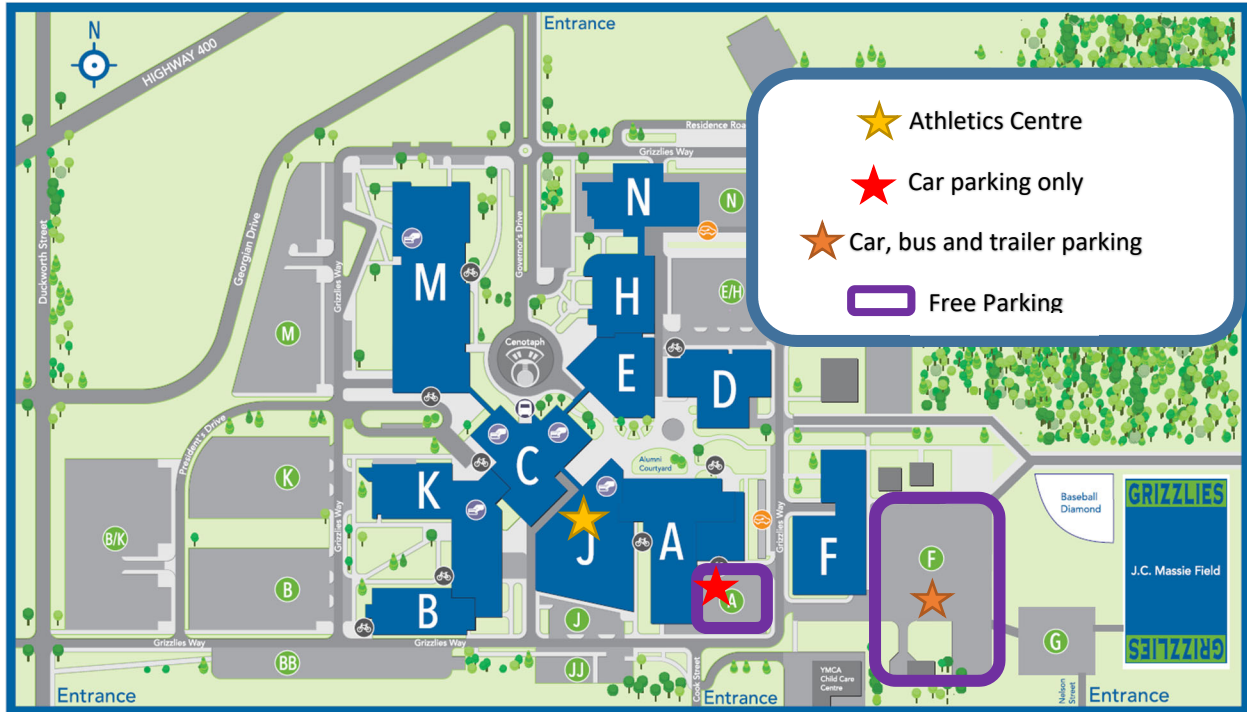 N
Entrance
HIGHWAY 400
Athletics Centre
Car parking only
Car, bus and trailer parking
Free Parking
Residence Road
Grizzlies Way
Duckworth Street
Georgian Drive
Grizzlies Way
Governor's Drive
M
N
N
H
E/H
M
Cenotaph
E
D
President's Drive
K
C
Alumni
Courtyard
K
Grizzlies Way
B/K
J
A
Grizzlies Way
F
F
Baseball
Diamond
GRIZZLIES
J.C. Massie Field
GRIZZLIES
B
B
A
J
G
Grizzlies Way
Grizzlies Way
BB
JJ
Cook Street
YMCA
Child Care
Centre
Nelson
Street
Entrance
Entrance
Entrance